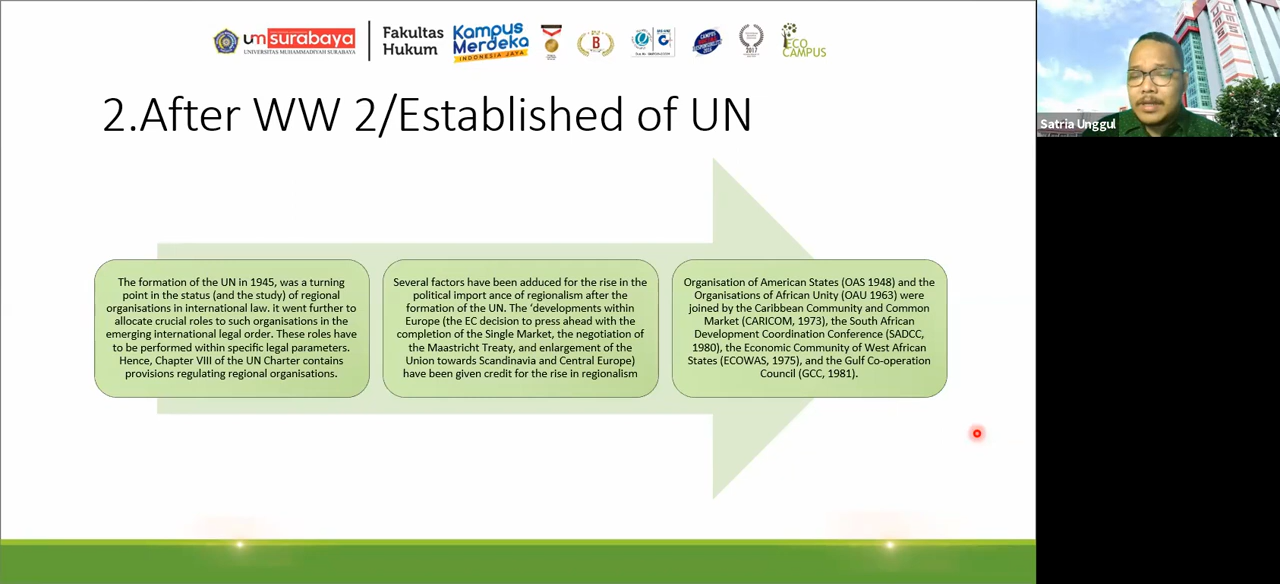 um surabaya
UNIVERSITAS MUHAMMADIYAH SURABAYA
Fakultas
Hukum
Kampus
Merdeka
INDONESIA JAYA
B
2017
ECO
CAMPUS
Satria Unggul
2.After WW 2/Established of UN
The formation of the UN in 1945, was a turning
point in the status (and the study) of regional
organisations in international law. it went further to
allocate crucial roles to such organisations in the
emerging international legal order. These roles have
to be performed within specific legal parameters.
Hence, Chapter VIII of the UN Charter contains
provisions regulating regional organisations.
Several factors have been adduced for the rise in the
political import ance of regionalism after the
formation of the UN. The 'developments within
Europe (the EC decision to press ahead with the
completion of the Single Market, the negotiation of
the Maastricht Treaty, and enlargement of the
Union towards Scandinavia and Central Europe)
have been given credit for the rise in regionalism
Organisation of American States (OAS 1948) and the
Organisations of African Unity (OAU 1963) were
joined by the Caribbean Community and Common
Market (CARICOM, 1973), the South African
Development Coordination Conference (SADCC,
1980), the Economic Community of West African
States (ECOWAS, 1975), and the Gulf Co-operation
Council (GCC, 1981).